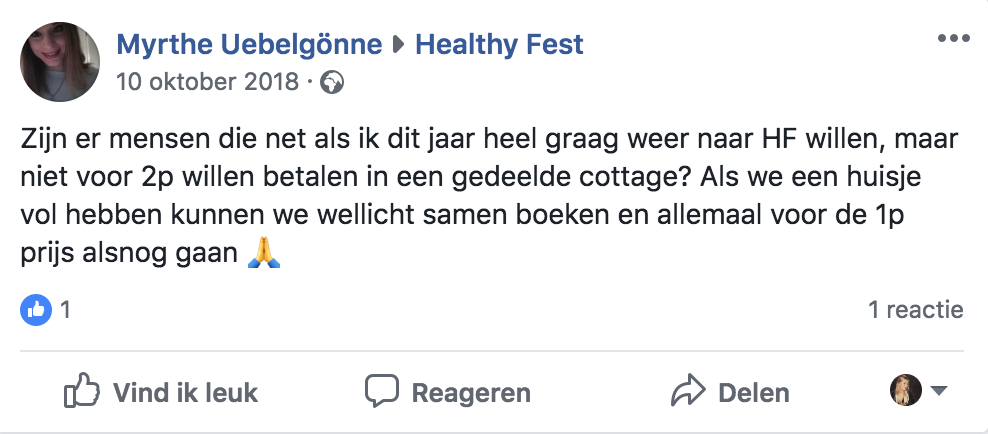 Myrthe Uebelgönne ▶ Healthy Fest
10 oktober 2018 ·
Zijn er mensen die net als ik dit jaar heel graag weer naar HF willen, maar
niet voor 2p willen betalen in een gedeelde cottage? Als we een huisje
vol hebben kunnen we wellicht samen boeken en allemaal voor de 1p
prijs alsnog gaan 🙏
1 1 reactie
Vind ik leuk Reageren Delen